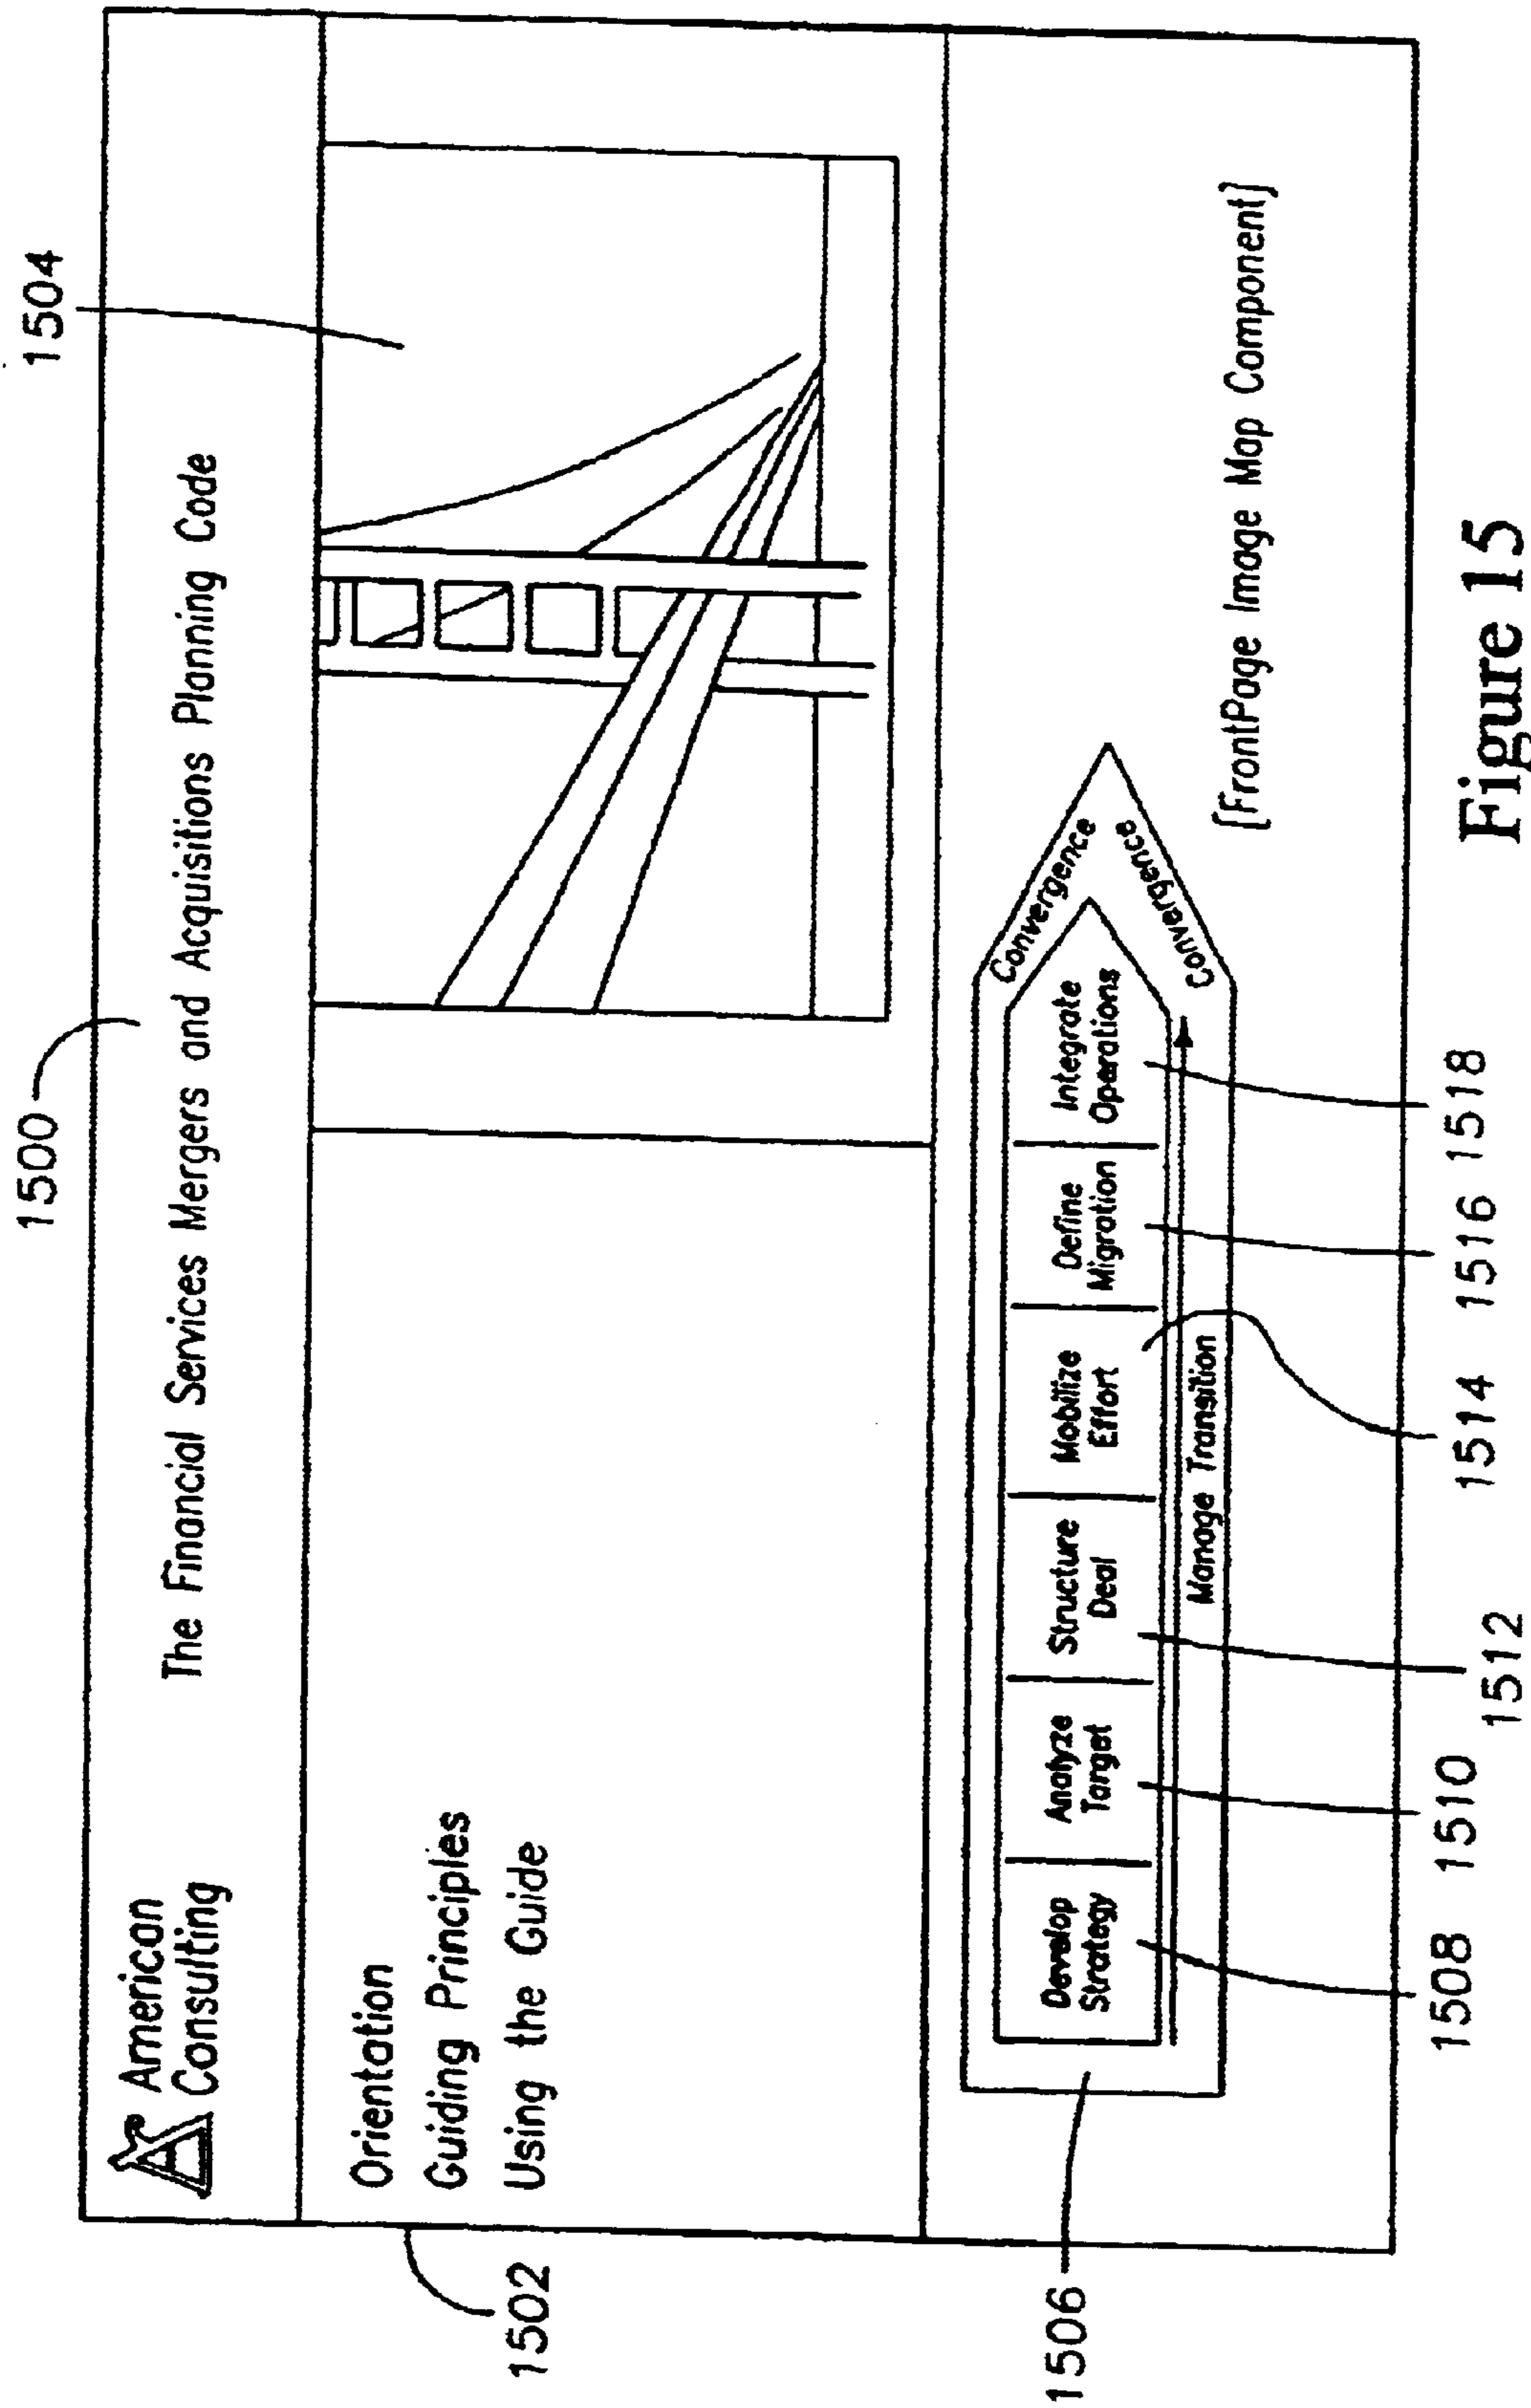 1500
1504
American
Consulting
The Financial Services Mergers and Acquisitions Planning Code
1502
Orientation
Guiding Principles
Using the Guide
1506
Develop
Strategy
Analyze
Target
Structure
Deal
Mobilize
Effort
Define
Migration
Integrate
Operations
Convergence
Convergence
Manage Transition
[FrontPage Image Map Component]
1508
1510
1512
1514
1516
1518
Figure 15